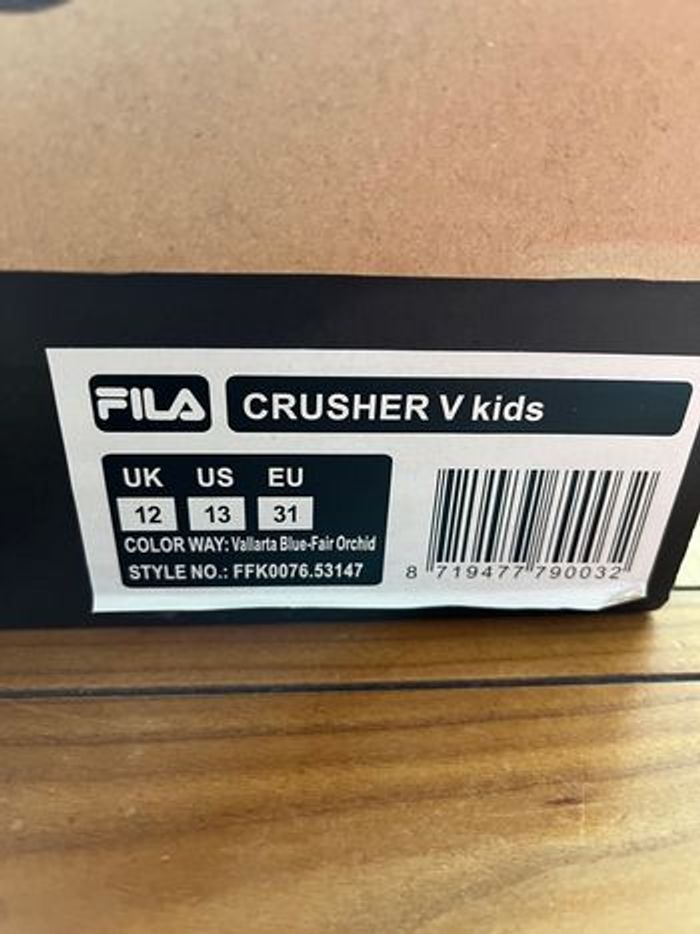 FILA CRUSHER V kids
UK US EU
12 13 31
COLOR WAY: Vallarta Blue-Fair Orchid
STYLE NO.: FFK0076.53147
8 719477 790032